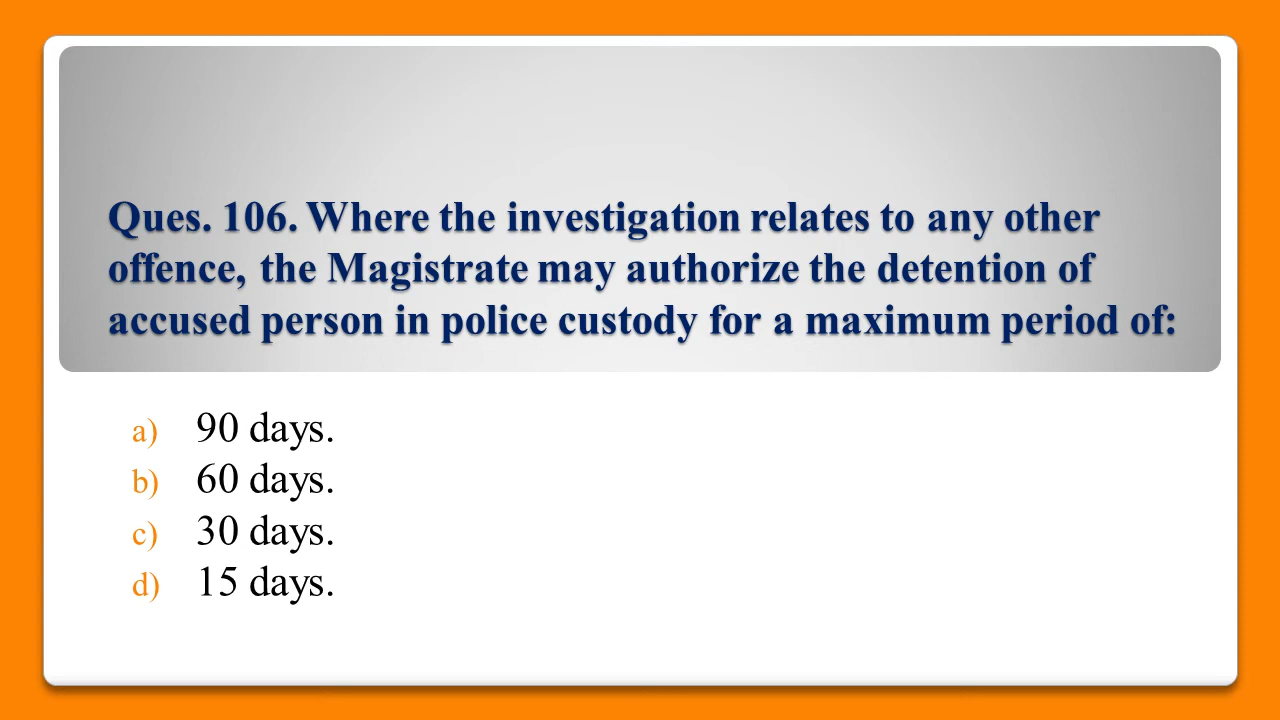 Ques. 106. Where the investigation relates to any other
offence, the Magistrate may authorize the detention of
accused person in police custody for a maximum period of:
a) 90 days.
b) 60 days.
c) 30 days.
d) 15 days.